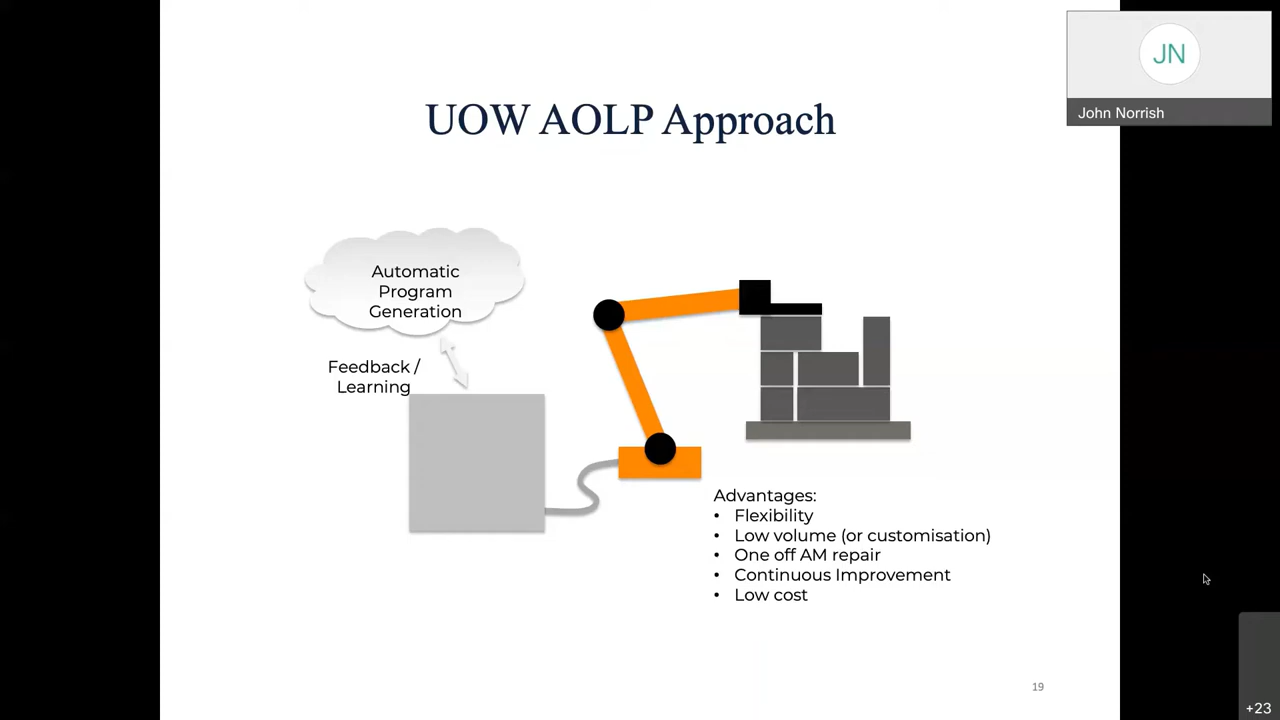 JN
John Norrish
UOW AOLP Approach
Automatic
Program
Generation
Feedback /
Learning
Advantages:
• Flexibility
• Low volume (or customisation)
• One off AM repair
• Continuous Improvement
• Low cost
19
+23